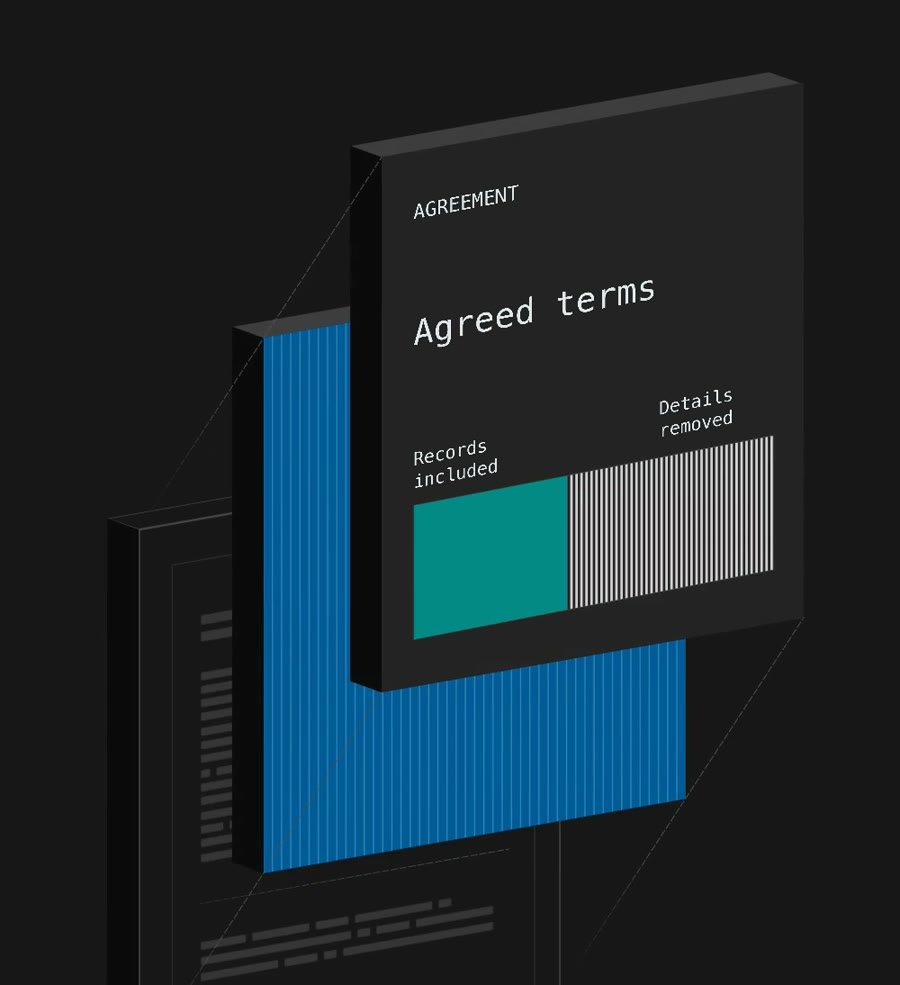 AGREEMENT
Agreed terms
Records
included
Details
removed